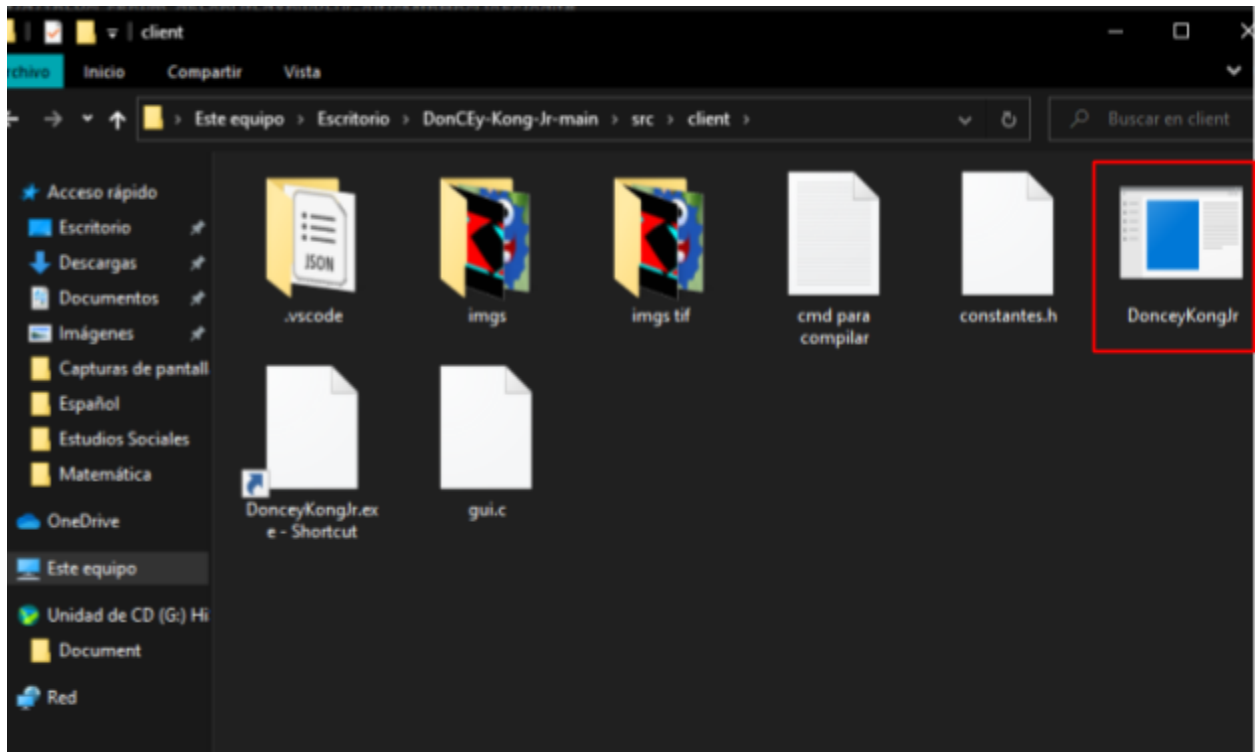 client
rchivo Inicio Compartir Vista
Este equipo > Escritorio > DonCEy-Kong-Jr-main > src > client >
Buscar en client
Acceso rápido
Escritorio
Descargas
Documentos
Imágenes
Capturas de pantall
Español
Estudios Sociales
Matemática
OneDrive
Este equipo
Unidad de CD (G:) Hi
Document
Red
JSON
.vscode
imgs
imgs tif
cmd para
compilar
constantes.h
DonceyKongJr
DonceyKongJr.ex
e - Shortcut
gui.c